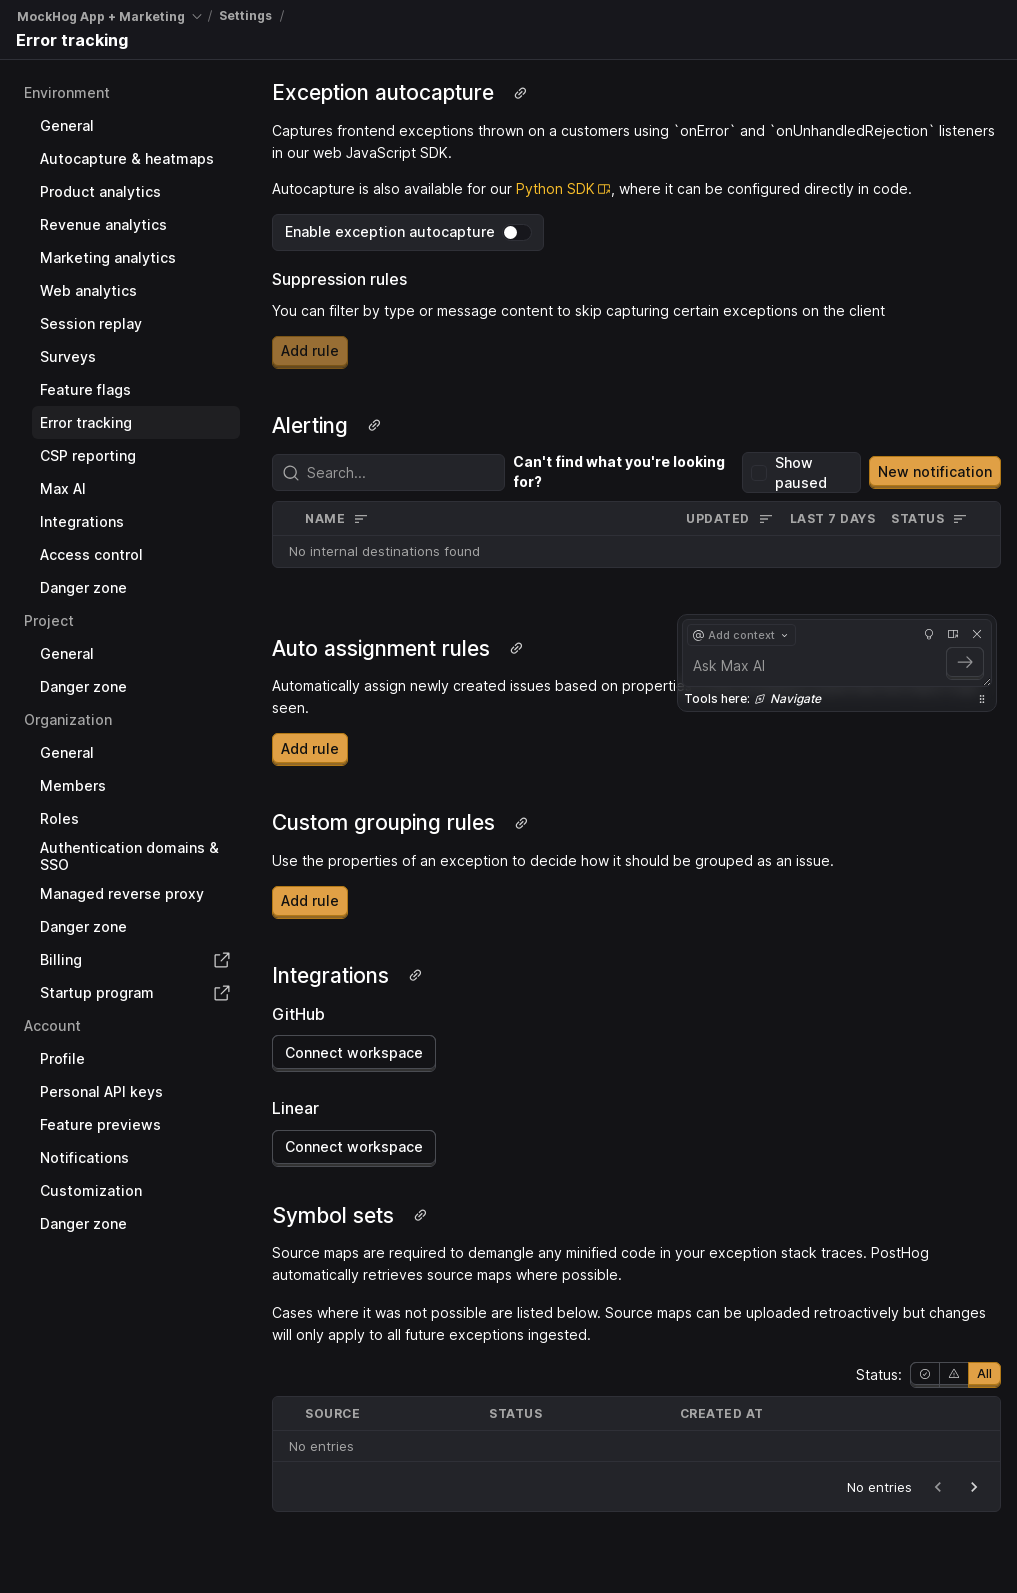 MockHog App + Marketing / Settings /
Error tracking
Environment
General
Autocapture & heatmaps
Product analytics
Revenue analytics
Marketing analytics
Web analytics
Session replay
Surveys
Feature flags
Error tracking
CSP reporting
Max AI
Integrations
Access control
Danger zone
Project
General
Danger zone
Organization
General
Members
Roles
Authentication domains &
SSO
Managed reverse proxy
Danger zone
Billing
Startup program
Account
Profile
Personal API keys
Feature previews
Notifications
Customization
Danger zone
Exception autocapture
Captures frontend exceptions thrown on a customers using `onError` and `onUnhandledRejection` listeners
in our web JavaScript SDK.
Autocapture is also available for our Python SDK, where it can be configured directly in code.
Enable exception autocapture
Suppression rules
You can filter by type or message content to skip capturing certain exceptions on the client
Add rule
Alerting
Search...
Can't find what you're looking
for?
Show
paused
New notification
NAME UPDATED LAST 7 DAYS STATUS
No internal destinations found
Auto assignment rules
Automatically assign newly created issues based on propertie
seen.
Add rule
@ Add context
Ask Max AI
Tools here: Navigate
Custom grouping rules
Use the properties of an exception to decide how it should be grouped as an issue.
Add rule
Integrations
GitHub
Connect workspace
Linear
Connect workspace
Symbol sets
Source maps are required to demangle any minified code in your exception stack traces. PostHog
automatically retrieves source maps where possible.
Cases where it was not possible are listed below. Source maps can be uploaded retroactively but changes
will only apply to all future exceptions ingested.
Status: All
SOURCE STATUS CREATED AT
No entries
No entries